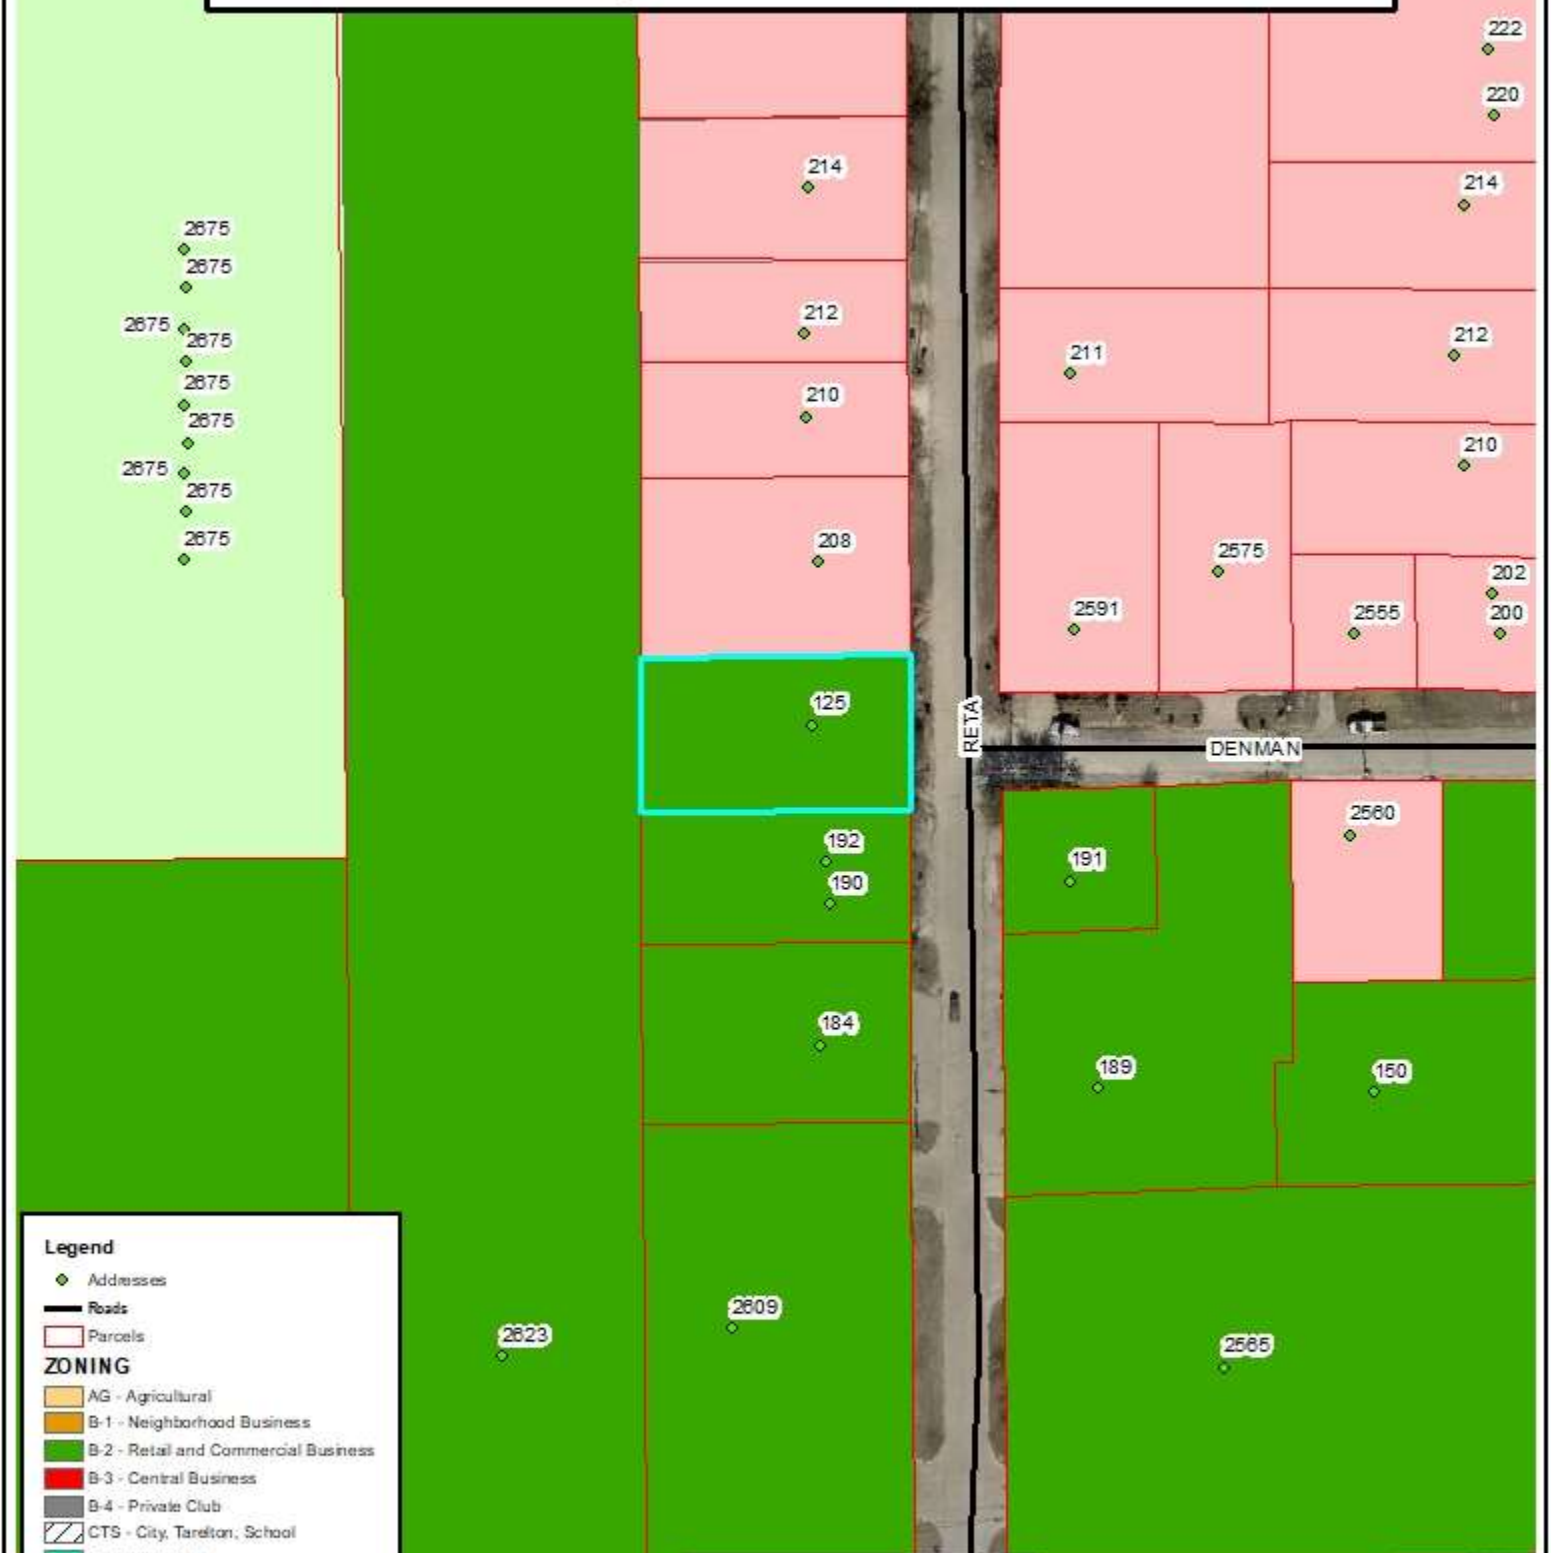 222
220
214
214
2675
2675
2675
2675
212
212
211
2675
210
2675
210
2675
2675
2675
208
2575
202
2591
2555
200
125
RETA
DENMAN
2560
192
191
190
184
189
150
Legend
Addresses
Roads
Parcels
ZONING
AG - Agricultural
B-1 - Neighborhood Business
B-2 - Retail and Commercial Business
B-3 - Central Business
B-4 - Private Club
CTS - City, Tarelton, School
2609
2623
2565